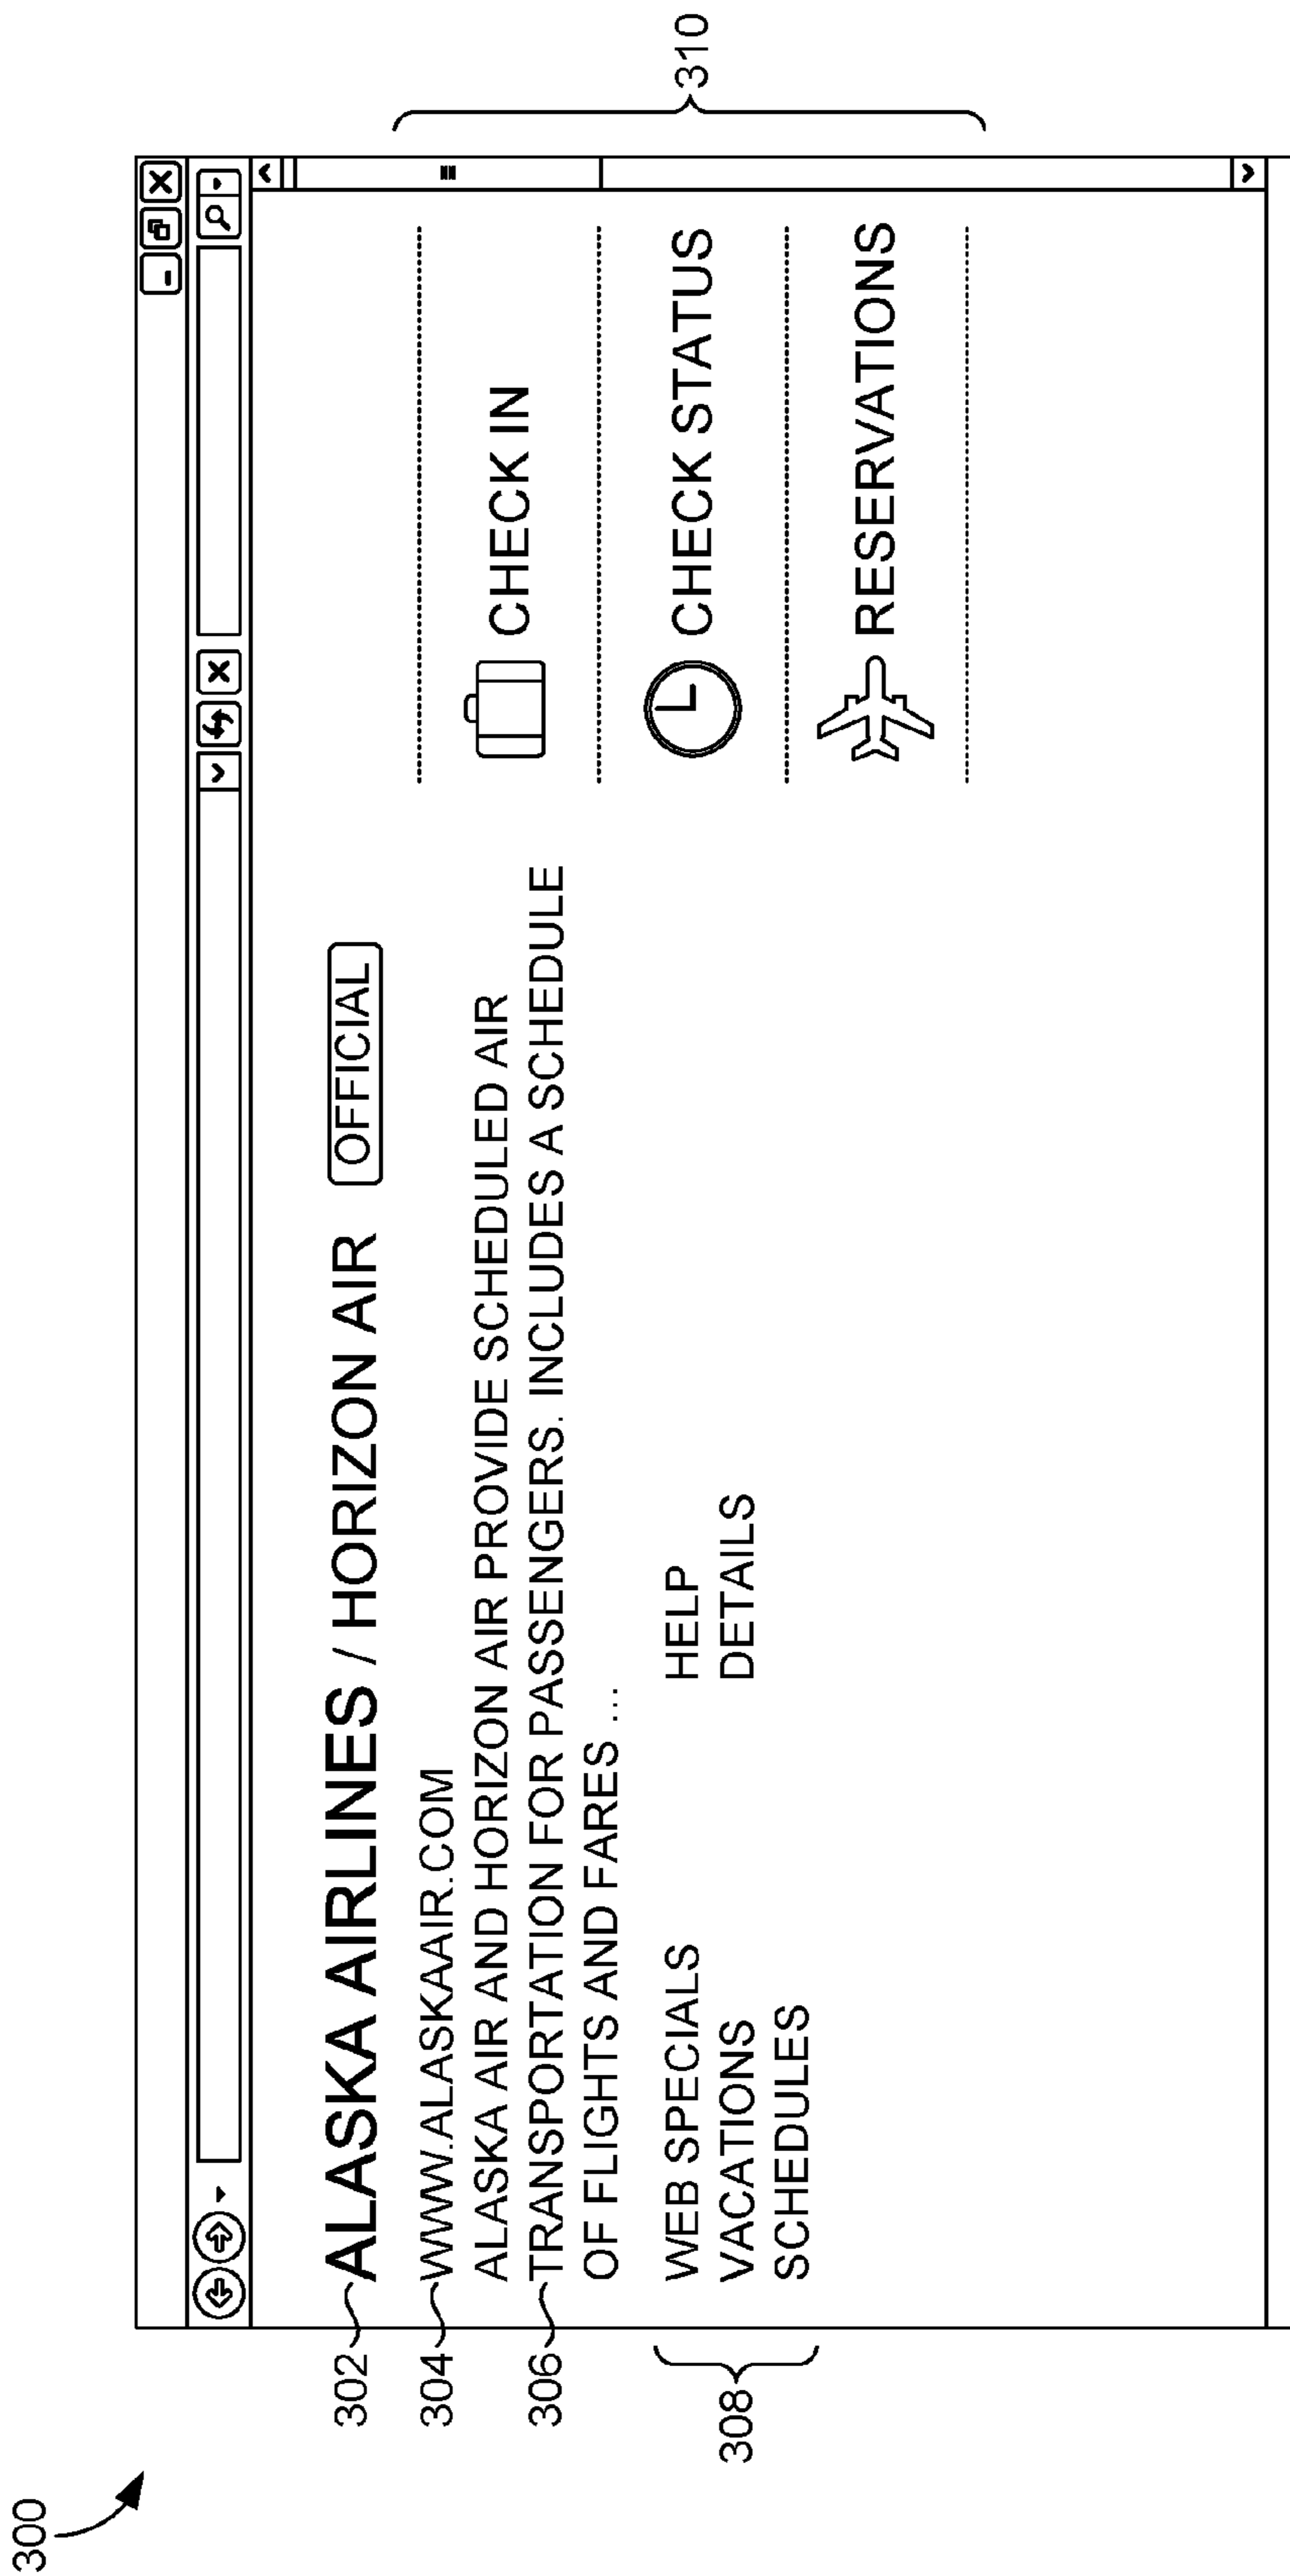 300
302
ALASKA AIRLINES / HORIZON AIR OFFICIAL
304
WWW.ALASKAAIR.COM
ALASKA AIR AND HORIZON AIR PROVIDE SCHEDULED AIR
306
TRANSPORTATION FOR PASSENGERS. INCLUDES A SCHEDULE
OF FLIGHTS AND FARES ...
308
WEB SPECIALS HELP
VACATIONS DETAILS
SCHEDULES
CHECK IN
CHECK STATUS
RESERVATIONS
310